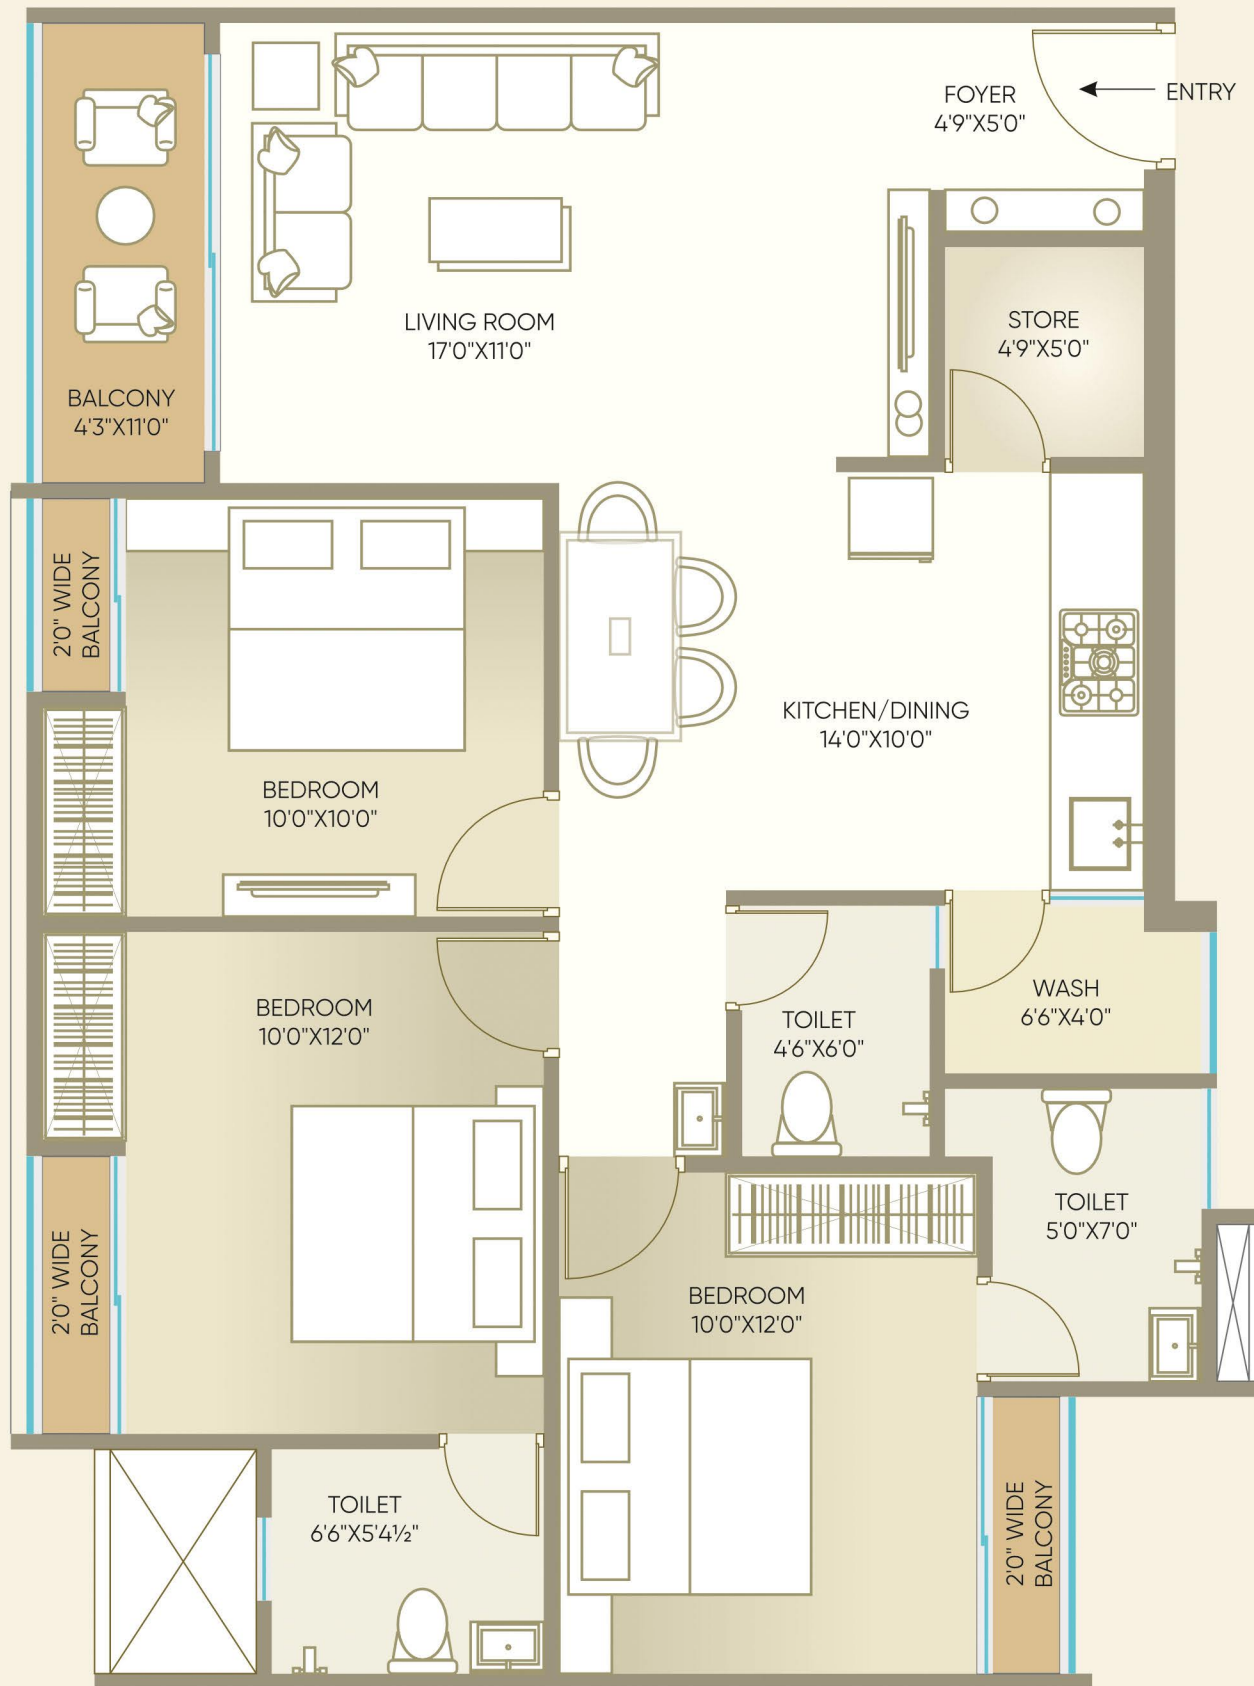 FOYER
4'9"X5'0"
ENTRY
LIVING ROOM
17'0"X11'0"
STORE
4'9"X5'0"
BALCONY
4'3"X11'0"
2'0" WIDE
BALCONY
KITCHEN/DINING
14'0"X10'0"
BEDROOM
10'0"X10'0"
BEDROOM
10'0"X12'0"
TOILET
4'6"X6'0"
WASH
6'6"X4'0"
TOILET
5'0"X7'0"
2'0" WIDE
BALCONY
BEDROOM
10'0"X12'0"
TOILET
6'6"X5'4½"
2'0" WIDE
BALCONY